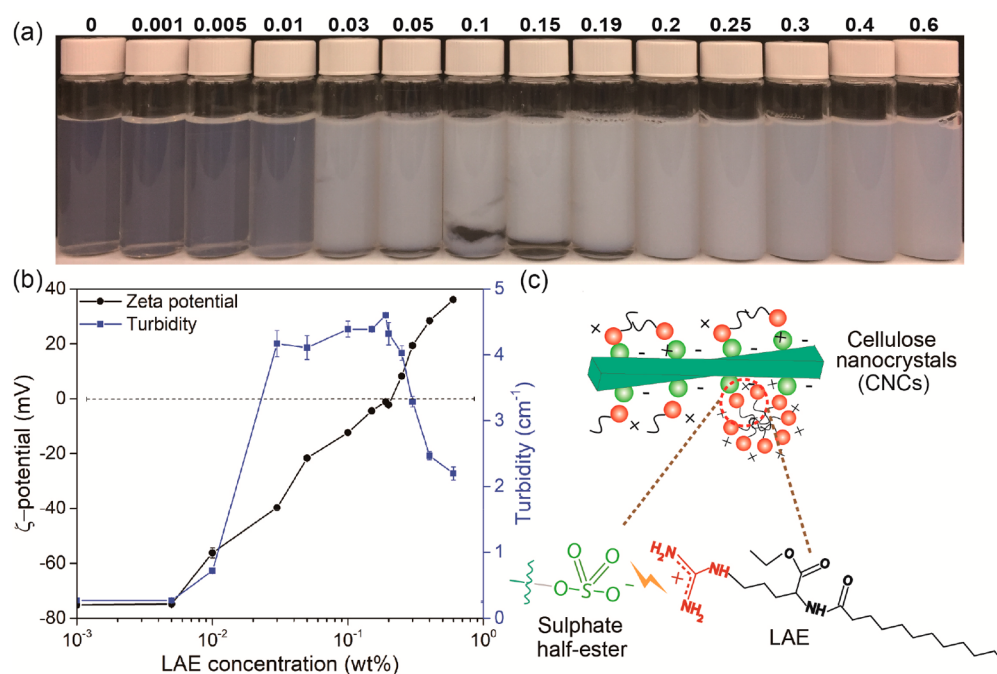 (a)
0 0.001 0.005 0.01 0.03 0.05 0.1 0.15 0.19 0.2 0.25 0.3 0.4 0.6
(b)
40
20
0
-20
-40
-60
-80
ζ–potential (mV)
Zeta potential
Turbidity
5
4
3
2
1
0
Turbidity (cm⁻¹)
10⁻³ 10⁻² 10⁻¹ 10⁰
LAE concentration (wt%)
(c)
Cellulose
nanocrystals
(CNCs)
O O
O S O
Sulphate
half-ester
H₂N
NH
NH₂
+
O O
O
NH
LAE